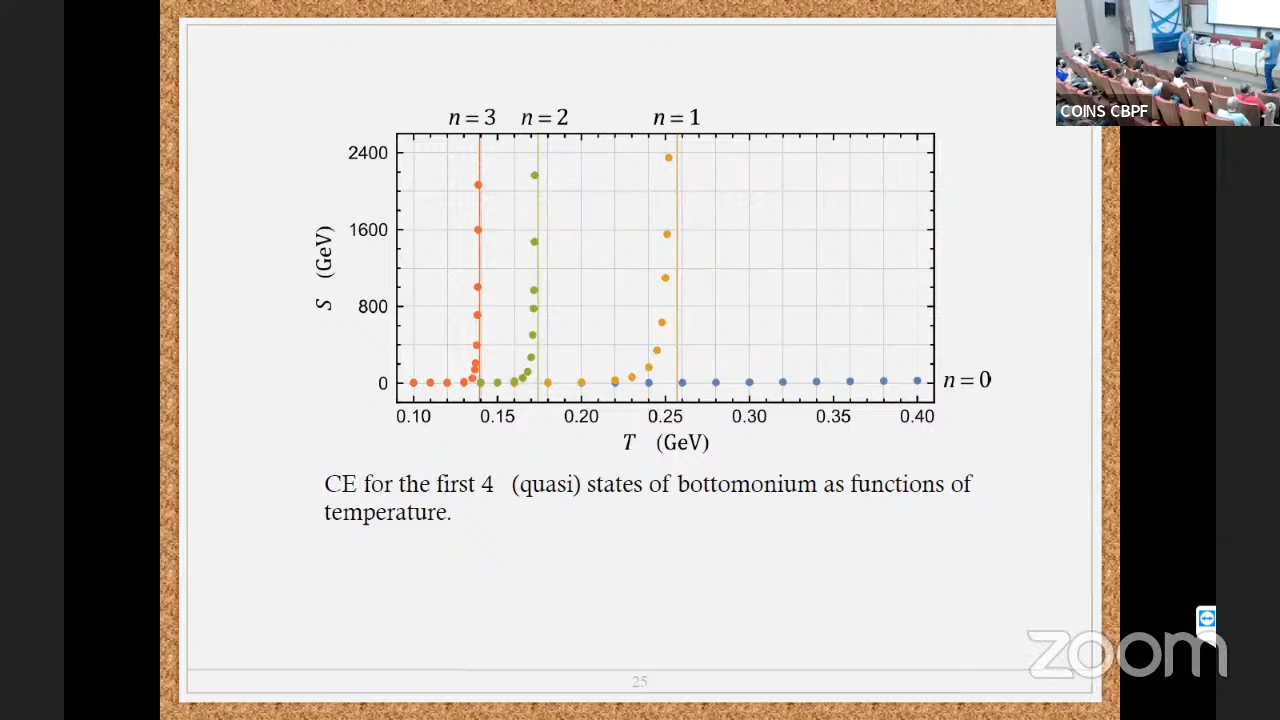 COINS CBPF
n = 3 n = 2 n = 1
2400
1600
800
0
S (GeV)
n = 0
0.10 0.15 0.20 0.25 0.30 0.35 0.40
T (GeV)
CE for the first 4 (quasi) states of bottomonium as functions of
temperature.
25
zoom